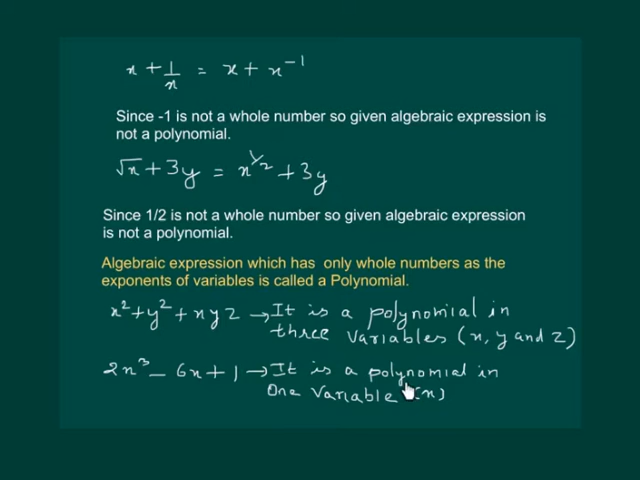 x + 1/x = x + x⁻¹
Since -1 is not a whole number so given algebraic expression is
not a polynomial.
√x + 3y = x^1/2 + 3y
Since 1/2 is not a whole number so given algebraic expression
is not a polynomial.
Algebraic expression which has only whole numbers as the
exponents of variables is called a Polynomial.
x² + y² + xyz → It is a polynomial in
three variables (x, y and z)
2x³ – 6x + 1 → It is a polynomial in
One variable (x)